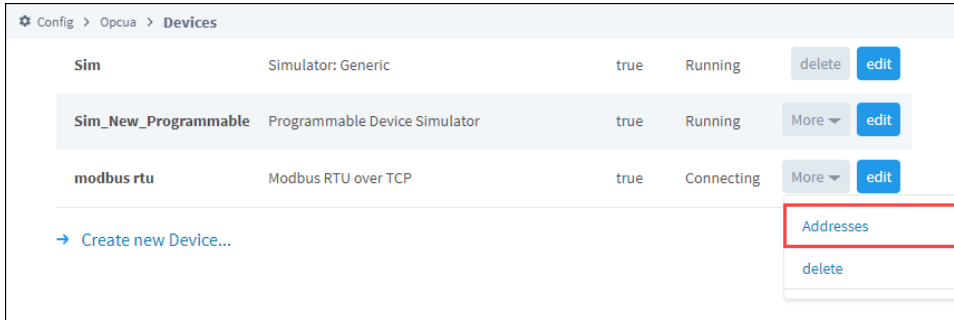 Config > Opcua > Devices
Sim Simulator: Generic true Running delete edit
Sim_New_Programmable Programmable Device Simulator true Running More edit
modbus rtu Modbus RTU over TCP true Connecting More edit
Addresses
→ Create new Device...
delete